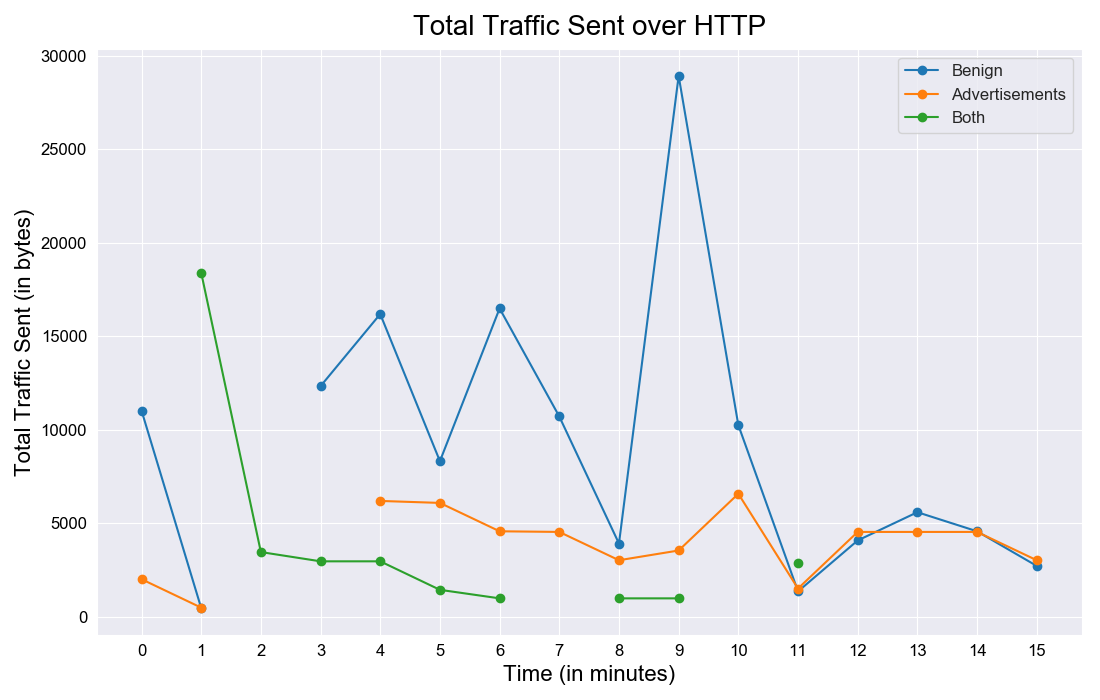 Total Traffic Sent over HTTP
30000
25000
20000
15000
10000
5000
0
Total Traffic Sent (in bytes)
Benign
Advertisements
Both
0 1 2 3 4 5 6 7 8 9 10 11 12 13 14 15
Time (in minutes)